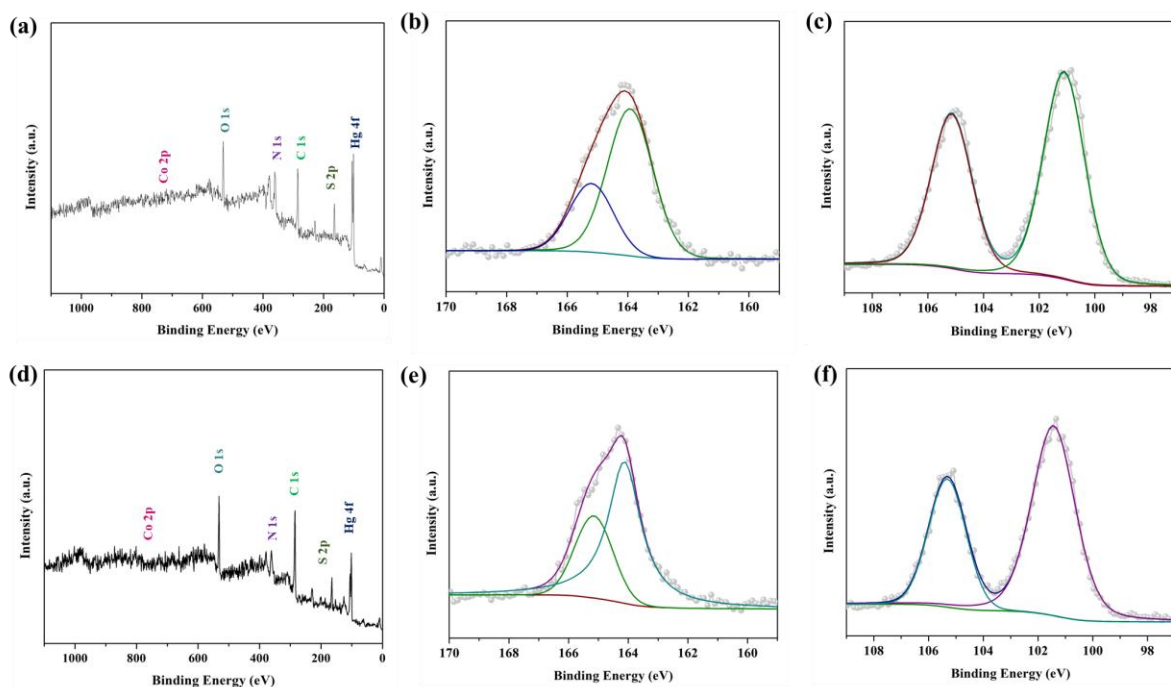 (a)
Intensity (a.u.)
Co 2p
O 1s
N 1s
C 1s
S 2p
Hg 4f
1000 800 600 400 200 0
Binding Energy (eV)
(b)
Intensity (a.u.)
170 168 166 164 162 160
Binding Energy (eV)
(c)
Intensity (a.u.)
108 106 104 102 100 98
Binding Energy (eV)
(d)
Intensity (a.u.)
Co 2p
O 1s
N 1s
C 1s
S 2p
Hg 4f
1000 800 600 400 200 0
Binding Energy (eV)
(e)
Intensity (a.u.)
170 168 166 164 162 160
Binding Energy (eV)
(f)
Intensity (a.u.)
108 106 104 102 100 98
Binding Energy (eV)